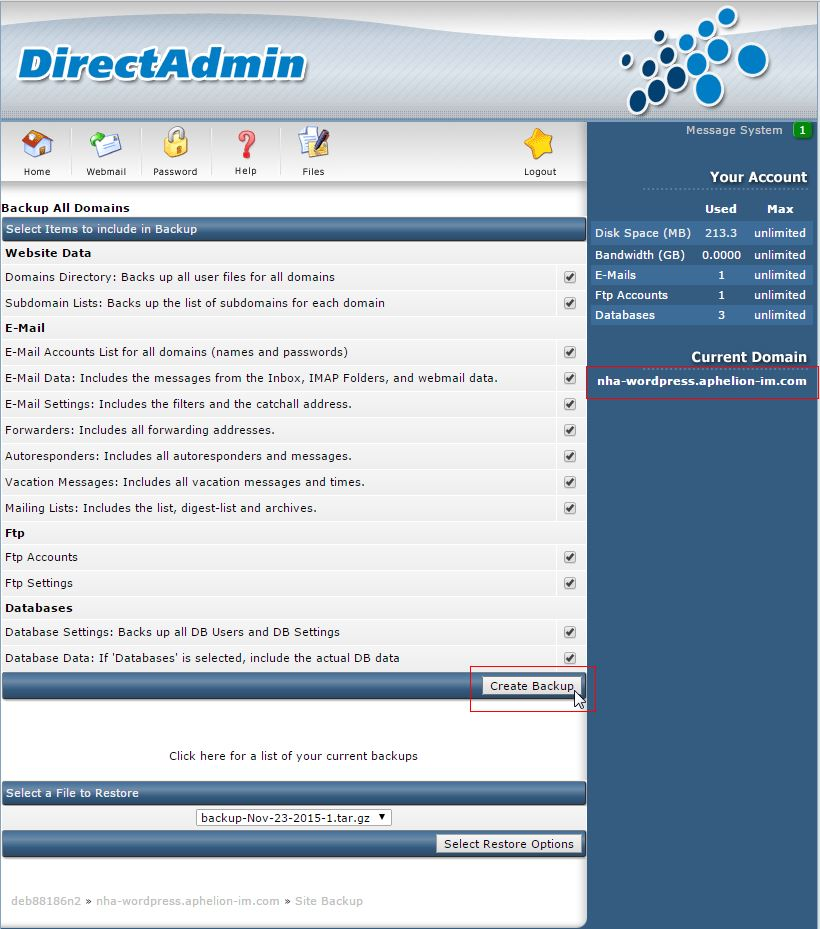 DirectAdmin
Message System 1
Home
Webmail
Password
Help
Files
Logout
Your Account
Used Max
Disk Space (MB) 213.3 unlimited
Bandwidth (GB) 0.0000 unlimited
E-Mails 1 unlimited
Ftp Accounts 1 unlimited
Databases 3 unlimited
Current Domain
nha-wordpress.aphelion-im.com
Backup All Domains
Select Items to include in Backup
Website Data
Domains Directory: Backs up all user files for all domains
Subdomain Lists: Backs up the list of subdomains for each domain
E-Mail
E-Mail Accounts List for all domains (names and passwords)
E-Mail Data: Includes the messages from the Inbox, IMAP Folders, and webmail data.
E-Mail Settings: Includes the filters and the catchall address.
Forwarders: Includes all forwarding addresses.
Autoresponders: Includes all autoresponders and messages.
Vacation Messages: Includes all vacation messages and times.
Mailing Lists: Includes the list, digest-list and archives.
Ftp
Ftp Accounts
Ftp Settings
Databases
Database Settings: Backs up all DB Users and DB Settings
Database Data: If 'Databases' is selected, include the actual DB data
Create Backup
Click here for a list of your current backups
Select a File to Restore
backup-Nov-23-2015-1.tar.gz
Select Restore Options
deb88186n2 » nha-wordpress.aphelion-im.com » Site Backup